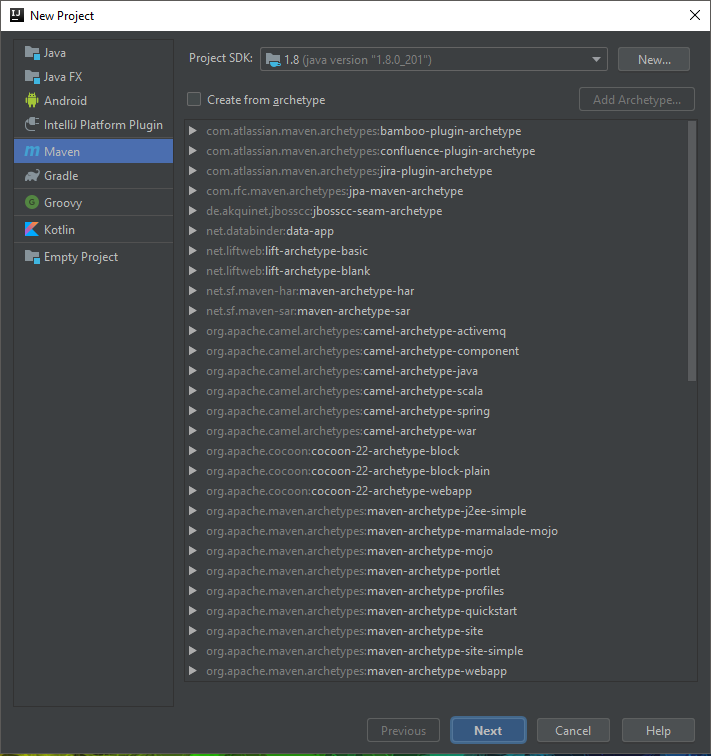 New Project
Java
Java FX
Android
IntelliJ Platform Plugin
Maven
Gradle
Groovy
Kotlin
Empty Project
Project SDK: 1.8 (java version "1.8.0_201") New...
Create from archetype Add Archetype...
com.atlassian.maven.archetypes:bamboo-plugin-archetype
com.atlassian.maven.archetypes:confluence-plugin-archetype
com.atlassian.maven.archetypes:jira-plugin-archetype
com.rfc.maven.archetypes:jpa-maven-archetype
de.akquinet.jbosscc:jbosscc-seam-archetype
net.databinder:data-app
net.liftweb:lift-archetype-basic
net.liftweb:lift-archetype-blank
net.sf.maven-har:maven-archetype-har
net.sf.maven-sar:maven-archetype-sar
org.apache.camel.archetypes:camel-archetype-activemq
org.apache.camel.archetypes:camel-archetype-component
org.apache.camel.archetypes:camel-archetype-java
org.apache.camel.archetypes:camel-archetype-scala
org.apache.camel.archetypes:camel-archetype-spring
org.apache.camel.archetypes:camel-archetype-war
org.apache.cocoon:cocoon-22-archetype-block
org.apache.cocoon:cocoon-22-archetype-block-plain
org.apache.cocoon:cocoon-22-archetype-webapp
org.apache.maven.archetypes:maven-archetype-j2ee-simple
org.apache.maven.archetypes:maven-archetype-marmalade-mojo
org.apache.maven.archetypes:maven-archetype-mojo
org.apache.maven.archetypes:maven-archetype-portlet
org.apache.maven.archetypes:maven-archetype-profiles
org.apache.maven.archetypes:maven-archetype-quickstart
org.apache.maven.archetypes:maven-archetype-site
org.apache.maven.archetypes:maven-archetype-site-simple
org.apache.maven.archetypes:maven-archetype-webapp
Previous Next Cancel Help